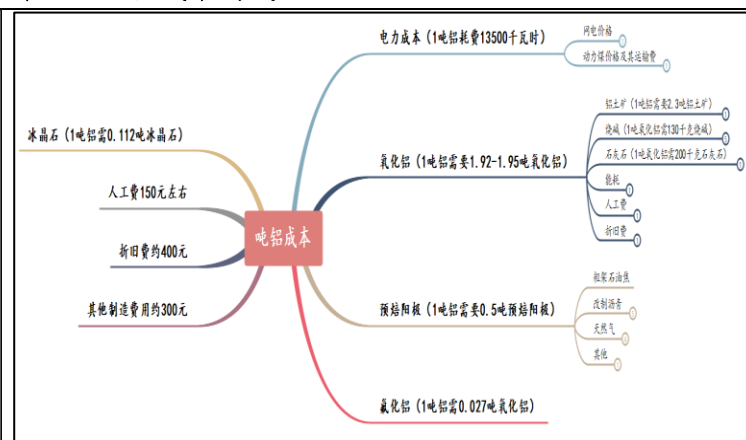 电力成本（1吨铝耗费13500千瓦时）
网电价格
动力煤价格及其运输费
冰晶石（1吨铝需0.112吨冰晶石）
铝土矿（1吨铝需要2.3吨铝土矿）
烧碱（1吨氧化铝需130千克烧碱）
石灰石（1吨氧化铝需200千克石灰石）
氧化铝（1吨铝需要1.92-1.95吨氧化铝）
能耗
人工费
折旧费
人工费150元左右
吨铝成本
折旧费约400元
其他制造费用约300元
预焙阳极（1吨铝需要0.5吨预焙阳极）
石油焦
改制沥青
天然气
其他
氟化铝（1吨铝需0.027吨氧化铝）